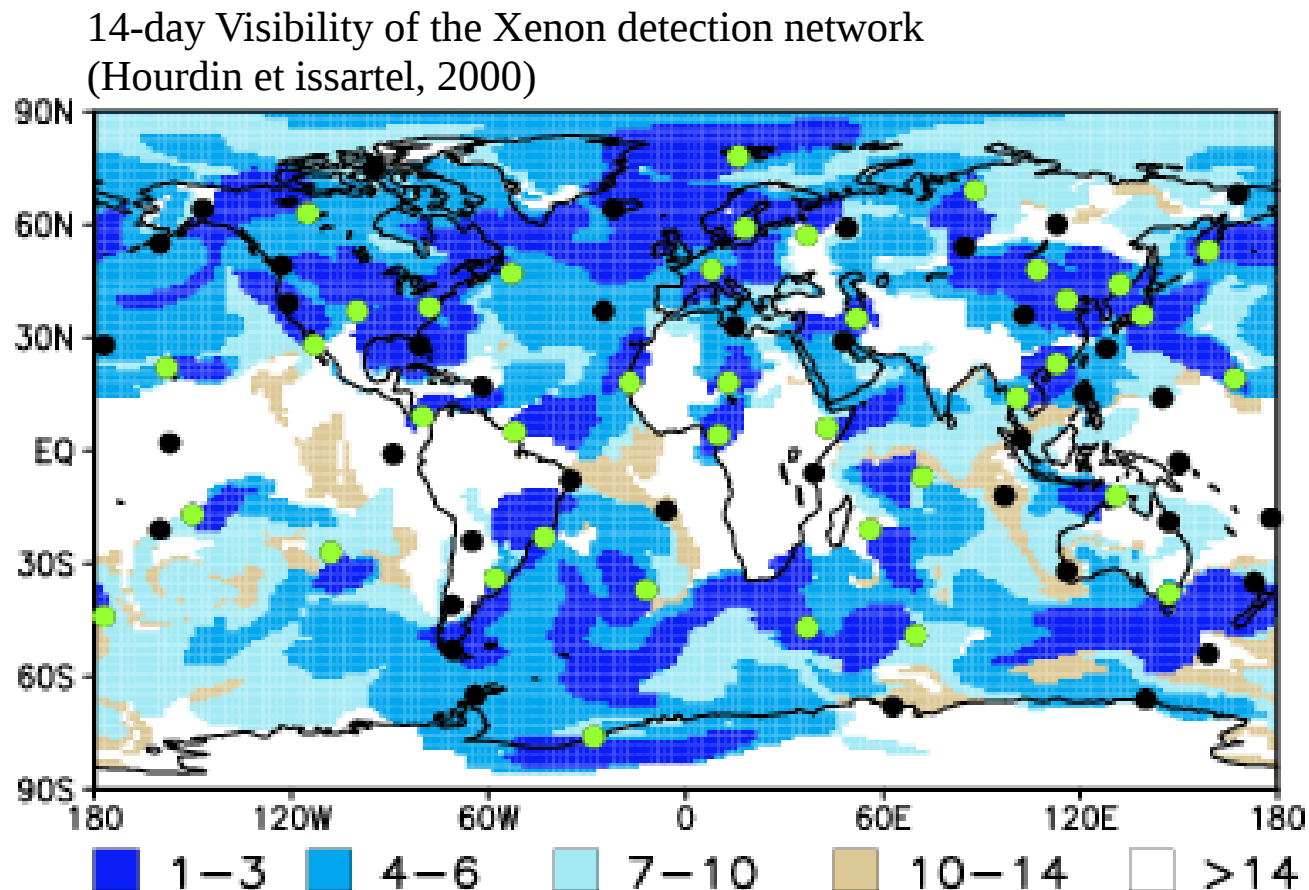 14-day Visibility of the Xenon detection network
(Hourdin et issartel, 2000)
90N
60N
30N
EQ
30S
60S
90S
180 120W 60W 0 60E 120E 180
1-3 4-6 7-10 10-14 >14